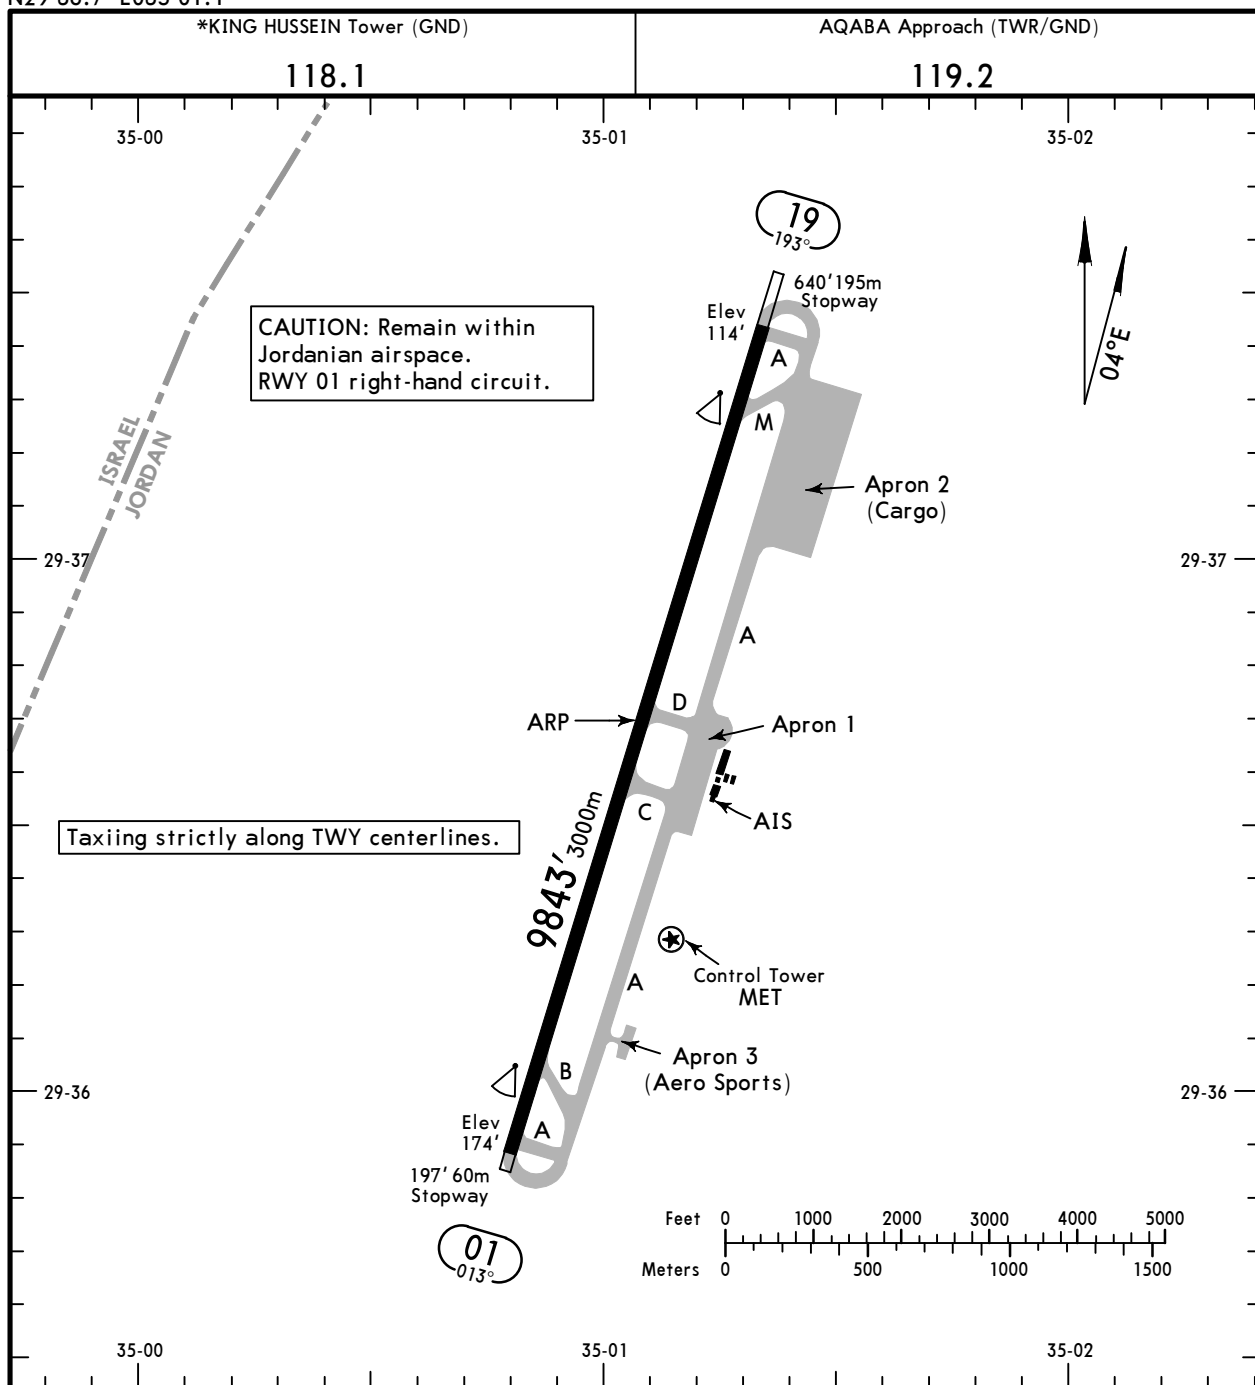 *KING HUSSEIN Tower (GND)
118.1
AQABA Approach (TWR/GND)
119.2
35-00
35-01
35-02
19
193°
640' 195m
Stopway
Elev
114'
04°E
CAUTION: Remain within
Jordanian airspace.
RWY 01 right-hand circuit.
A
M
ISRAEL
JORDAN
Apron 2
(Cargo)
29-37
29-37
A
D
ARP
Apron 1
C
AIS
Taxiing strictly along TWY centerlines.
9843' 3000m
A
Control Tower
MET
Apron 3
(Aero Sports)
B
29-36
29-36
Elev
174'
A
197' 60m
Stopway
01
013°
Feet 0 1000 2000 3000 4000 5000
Meters 0 500 1000 1500
35-00
35-01
35-02